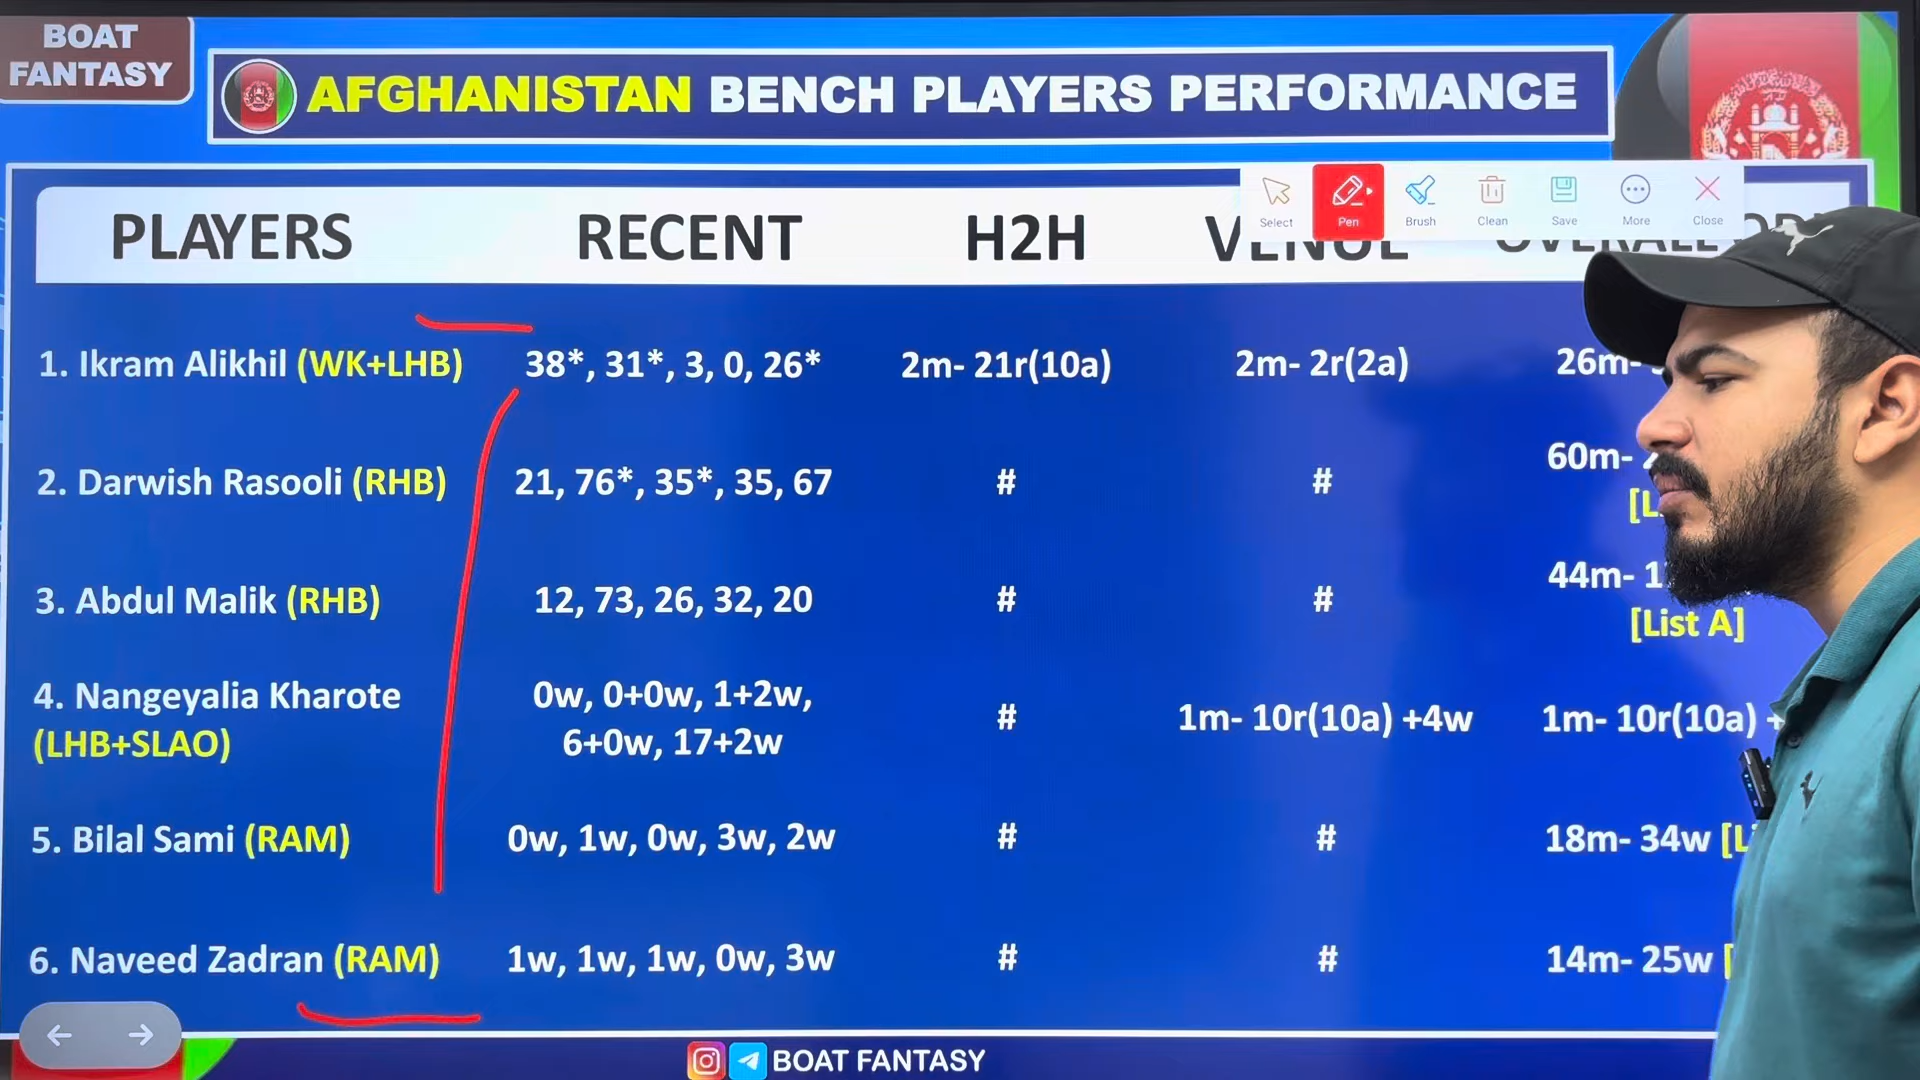 BOAT
FANTASY
AFGHANISTAN BENCH PLAYERS PERFORMANCE
Select Pen Brush Clean Save More Close
PLAYERS RECENT H2H VENUE OVERALL
1. Ikram Alikhil (WK+LHB) 38*, 31*, 3, 0, 26* 2m- 21r(10a) 2m- 2r(2a) 26m-
2. Darwish Rasooli (RHB) 21, 76*, 35*, 35, 67 # # 60m-
3. Abdul Malik (RHB) 12, 73, 26, 32, 20 # # 44m-
[List A]
4. Nangeyalia Kharote 0w, 0+0w, 1+2w,
(LHB+SLAO) 6+0w, 17+2w # 1m- 10r(10a) +4w 1m- 10r(10a) +
5. Bilal Sami (RAM) 0w, 1w, 0w, 3w, 2w # # 18m- 34w
6. Naveed Zadran (RAM) 1w, 1w, 1w, 0w, 3w # # 14m- 25w
BOAT FANTASY